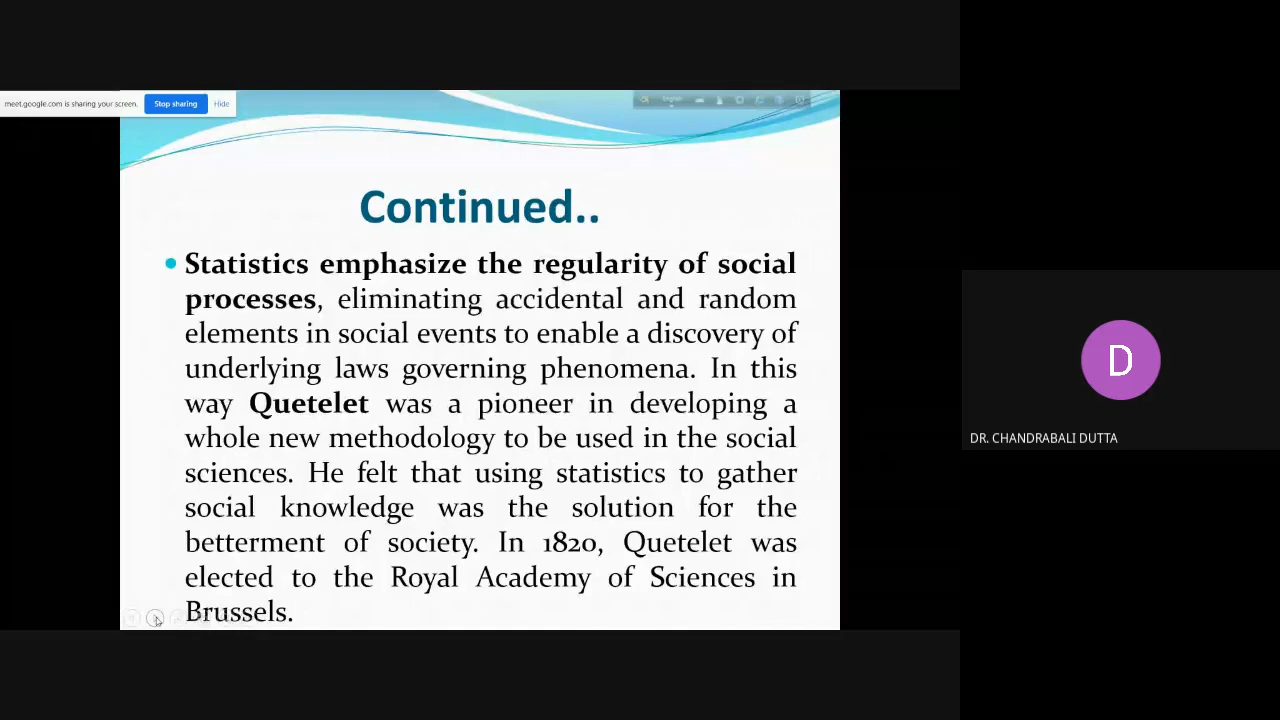 meet.google.com is sharing your screen.
Stop sharing
Hide
Continued..
• Statistics emphasize the regularity of social
processes, eliminating accidental and random
elements in social events to enable a discovery of
underlying laws governing phenomena. In this
way Quetelet was a pioneer in developing a
whole new methodology to be used in the social
sciences. He felt that using statistics to gather
social knowledge was the solution for the
betterment of society. In 1820, Quetelet was
elected to the Royal Academy of Sciences in
Brussels.
D
DR. CHANDRABALI DUTTA